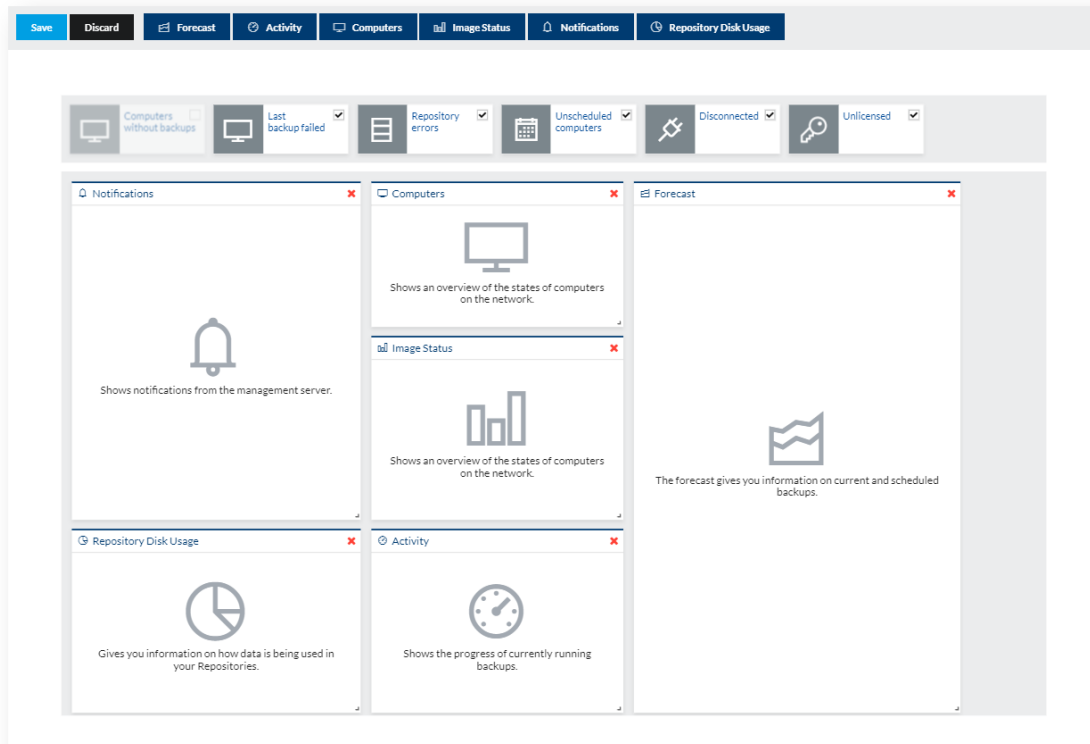 Save Discard Forecast Activity Computers Image Status Notifications Repository Disk Usage
Computers
without backups
Last
backup failed
Repository
errors
Unscheduled
computers
Disconnected
Unlicensed
Notifications
Shows notifications from the management server.
Computers
Shows an overview of the states of computers
on the network.
Forecast
The forecast gives you information on current and scheduled
backups.
Image Status
Shows an overview of the states of computers
on the network.
Repository Disk Usage
Gives you information on how data is being used in
your Repositories.
Activity
Shows the progress of currently running
backups.